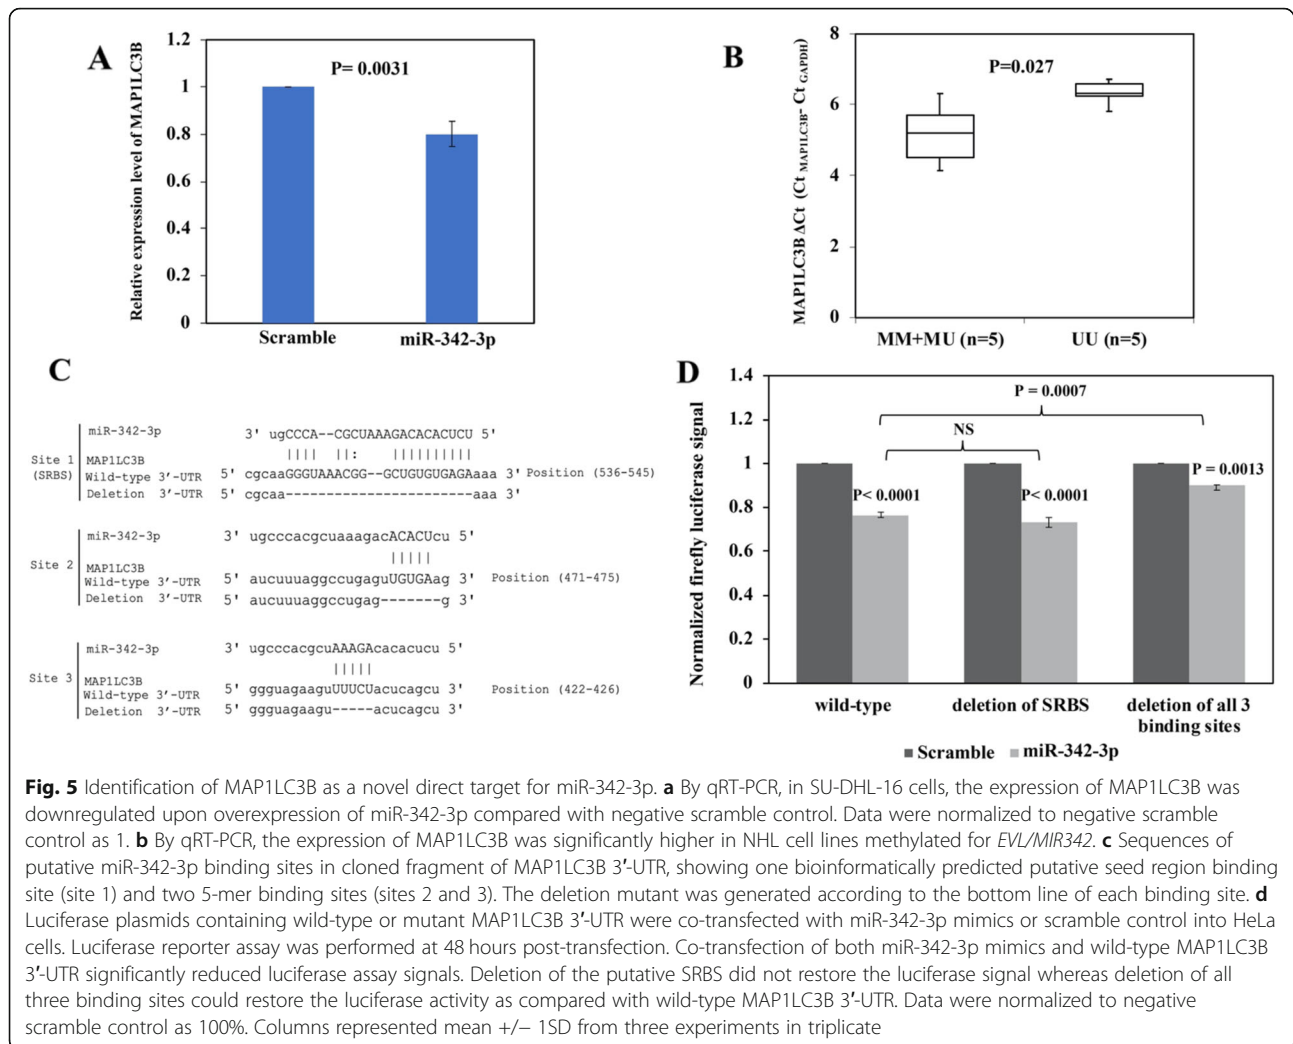 A
Relative expression level of MAP1LC3B
1.2
1
0.8
0.6
0.4
0.2
0
P= 0.0031
Scramble
miR-342-3p
B
MAP1LC3B ΔCt (Ct MAP1LC3B- Ct GAPDH)
8
6
4
2
0
P=0.027
MM+MU (n=5)
UU (n=5)
C
miR-342-3p 3' ugCCCA--CGCUAAAGACACACUCU 5'
|||| ||: ||||||||||
Site 1 (SRBS)
MAP1LC3B
Wild-type 3′-UTR 5' cgcaaGGGUAAACGG--GCUGUGUGAGAaaa 3' Position (536-545)
Deletion 3′-UTR 5' cgcaa------------------------aaa 3'
miR-342-3p 3' ugcccacgcuaaagacACACUcu 5'
|||||
Site 2
MAP1LC3B
Wild-type 3′-UTR 5' aucuuuaggccugaguUGUGAag 3' Position (471-475)
Deletion 3′-UTR 5' aucuuuaggccugag-------g 3'
miR-342-3p 3' ugcccacgcuAAAGAcacacucu 5'
|||||
Site 3
MAP1LC3B
Wild-type 3′-UTR 5' ggguagaaguUUUCUacucagcu 3' Position (422-426)
Deletion 3′-UTR 5' ggguagaagu-----acucagcu 3'
D
Normalized firefly luciferase signal
1.4
1.2
1
0.8
0.6
0.4
0.2
0
P = 0.0007
NS
P< 0.0001
P< 0.0001
P = 0.0013
wild-type
deletion of SRBS
deletion of all 3
binding sites
Scramble
miR-342-3p
Fig. 5 Identification of MAP1LC3B as a novel direct target for miR-342-3p. a By qRT-PCR, in SU-DHL-16 cells, the expression of MAP1LC3B was
downregulated upon overexpression of miR-342-3p compared with negative scramble control. Data were normalized to negative scramble
control as 1. b By qRT-PCR, the expression of MAP1LC3B was significantly higher in NHL cell lines methylated for EVL/MIR342. c Sequences of
putative miR-342-3p binding sites in cloned fragment of MAP1LC3B 3′-UTR, showing one bioinformatically predicted putative seed region binding
site (site 1) and two 5-mer binding sites (sites 2 and 3). The deletion mutant was generated according to the bottom line of each binding site. d
Luciferase plasmids containing wild-type or mutant MAP1LC3B 3′-UTR were co-transfected with miR-342-3p mimics or scramble control into HeLa
cells. Luciferase reporter assay was performed at 48 hours post-transfection. Co-transfection of both miR-342-3p mimics and wild-type MAP1LC3B
3′-UTR significantly reduced luciferase assay signals. Deletion of the putative SRBS did not restore the luciferase signal whereas deletion of all
three binding sites could restore the luciferase activity as compared with wild-type MAP1LC3B 3′-UTR. Data were normalized to negative
scramble control as 100%. Columns represented mean +/− 1SD from three experiments in triplicate